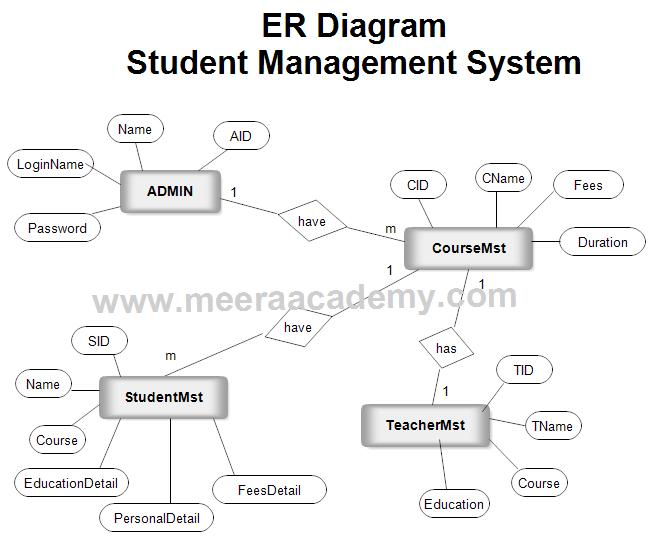 ER Diagram
Student Management System
Name
AID
LoginName
ADMIN
Password
1
have
m
CID
CName
Fees
CourseMst
Duration
1
1
www.meeraacademy.com
have
m
has
1
SID
Name
StudentMst
Course
EducationDetail
PersonalDetail
FeesDetail
TID
TeacherMst
TName
Course
Education